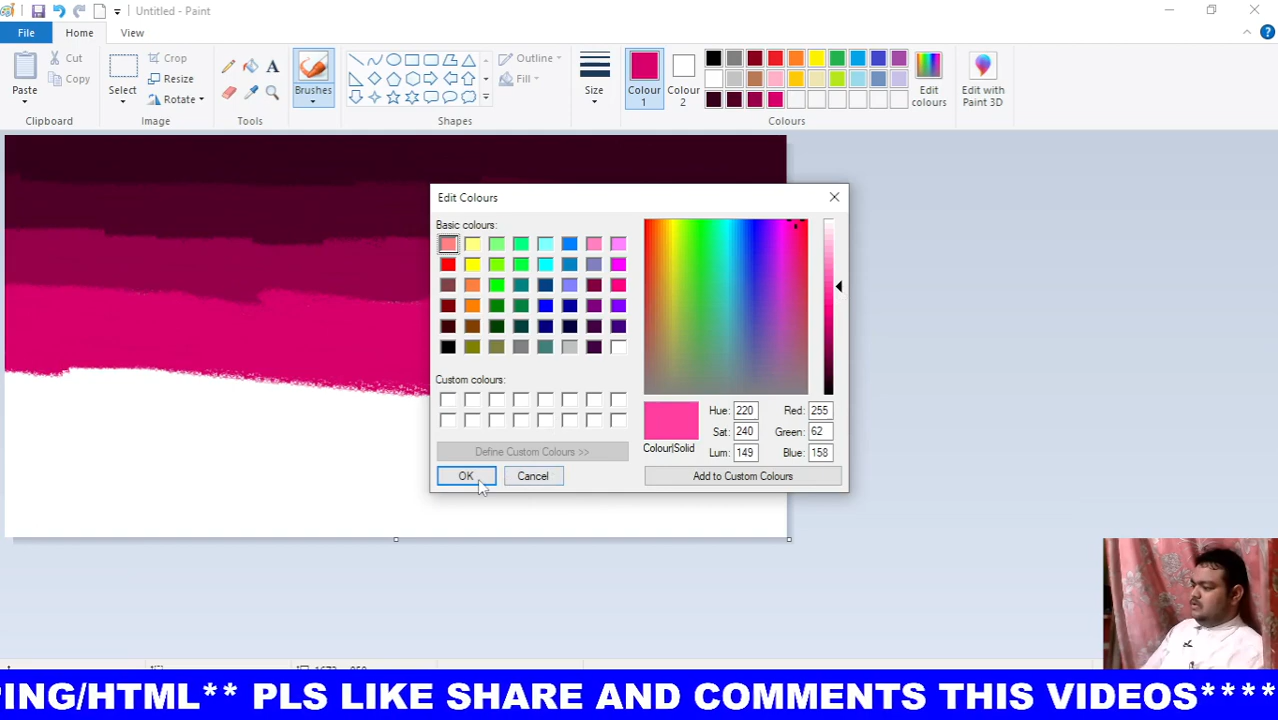 Untitled - Paint
File
Home
View
Paste
Cut
Copy
Clipboard
Select
Crop
Resize
Rotate
Image
A
Tools
Brushes
Outline
Fill
Shapes
Size
Colour 1
Colour 2
Edit colours
Edit with Paint 3D
Colours
Edit Colours
Basic colours:
Custom colours:
Define Custom Colours >>
OK
Cancel
Colour|Solid
Hue: 220
Sat: 240
Lum: 149
Red: 255
Green: 62
Blue: 158
Add to Custom Colours
PING/HTML** PLS LIKE SHARE AND COMMENTS THIS VIDEOS****